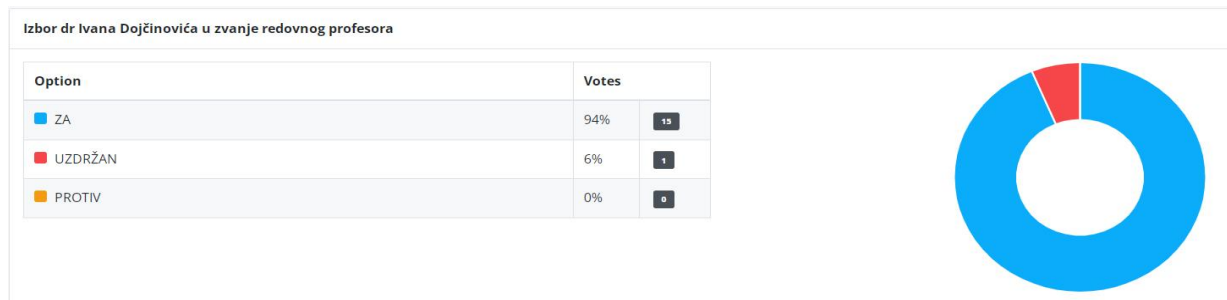 Izbor dr Ivana Dojčinovića u zvanje redovnog profesora
Option Votes
ZA 94% 15
UZDRŽAN 6% 1
PROTIV 0% 0